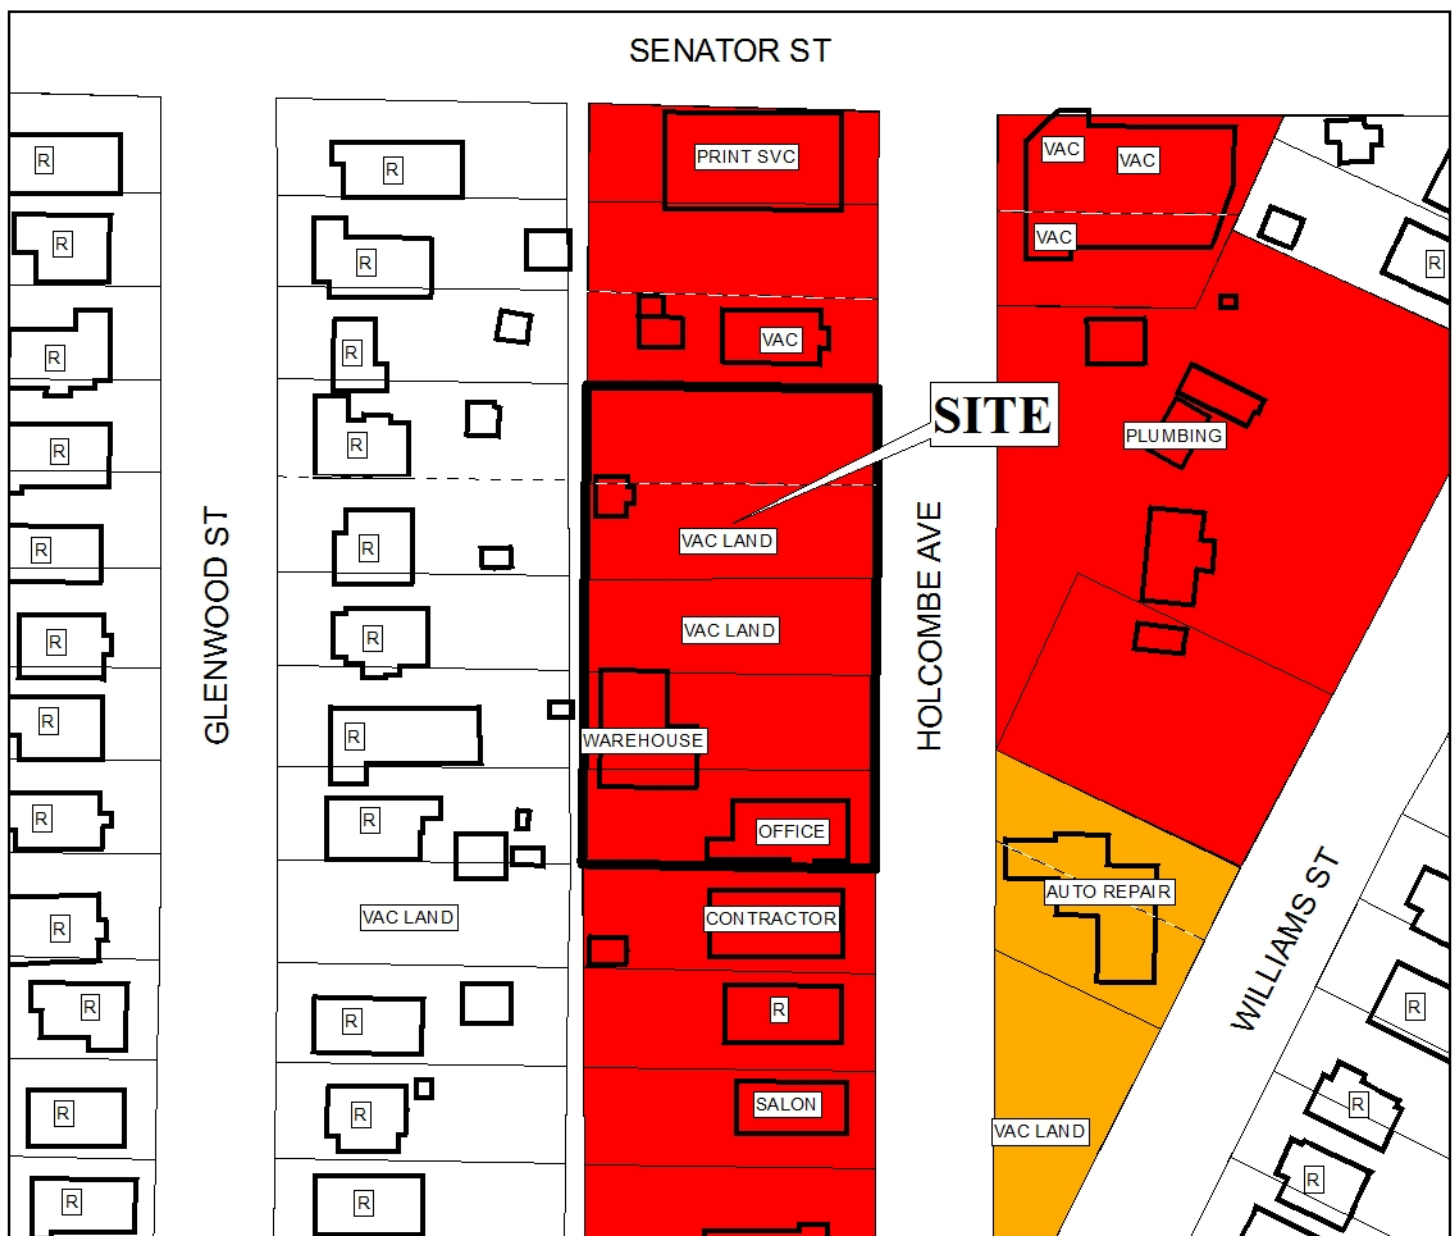 SENATOR ST
R
R
PRINT SVC
VAC
VAC
R
R
VAC
R
R
R
VAC
SITE
R
R
PLUMBING
R
R
VAC LAND
GLENWOOD ST
HOLCOMBE AVE
R
R
VAC LAND
R
R
WAREHOUSE
R
R
OFFICE
AUTO REPAIR
WILLIAMS ST
R
VAC LAND
CONTRACTOR
R
R
R
R
R
R
SALON
R
VAC LAND
R
R
R